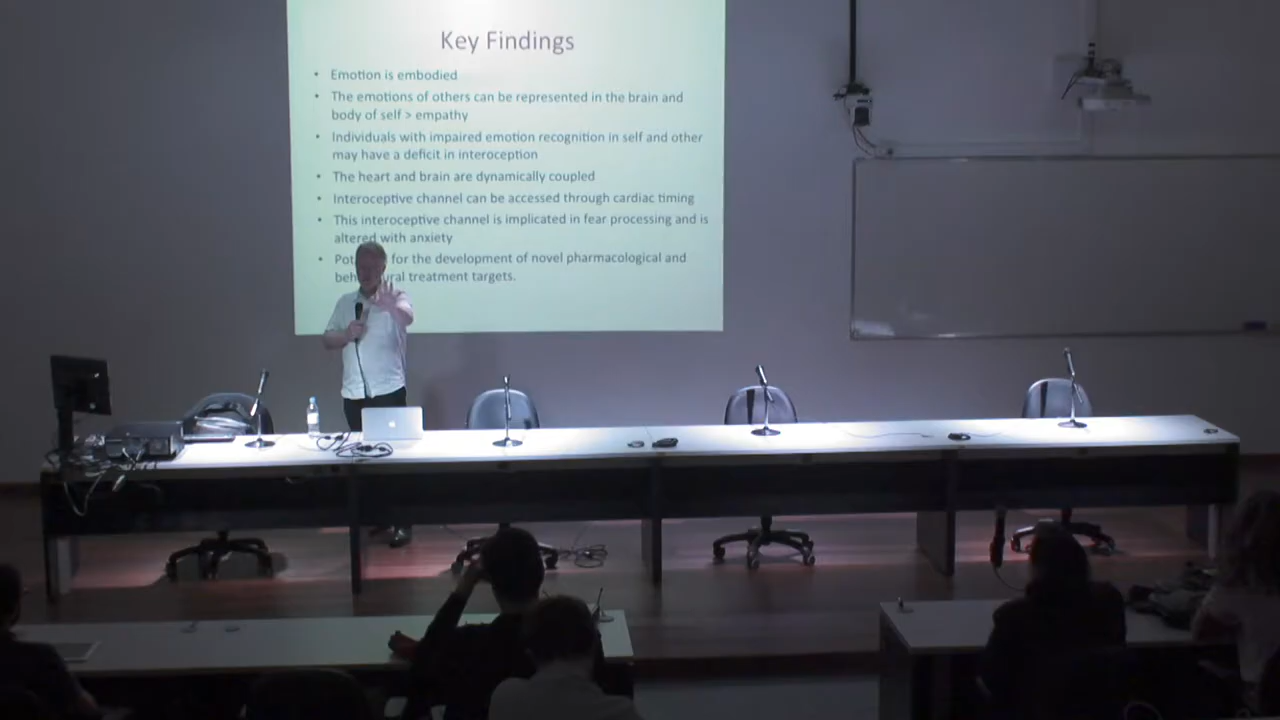 Key Findings
• Emotion is embodied
• The emotions of others can be represented in the brain and
body of self > empathy
• Individuals with impaired emotion recognition in self and other
may have a deficit in interoception
• The heart and brain are dynamically coupled
• Interoceptive channel can be accessed through cardiac timing
• This interoceptive channel is implicated in fear processing and is
altered with anxiety
• for the development of novel pharmacological and
treatment targets.